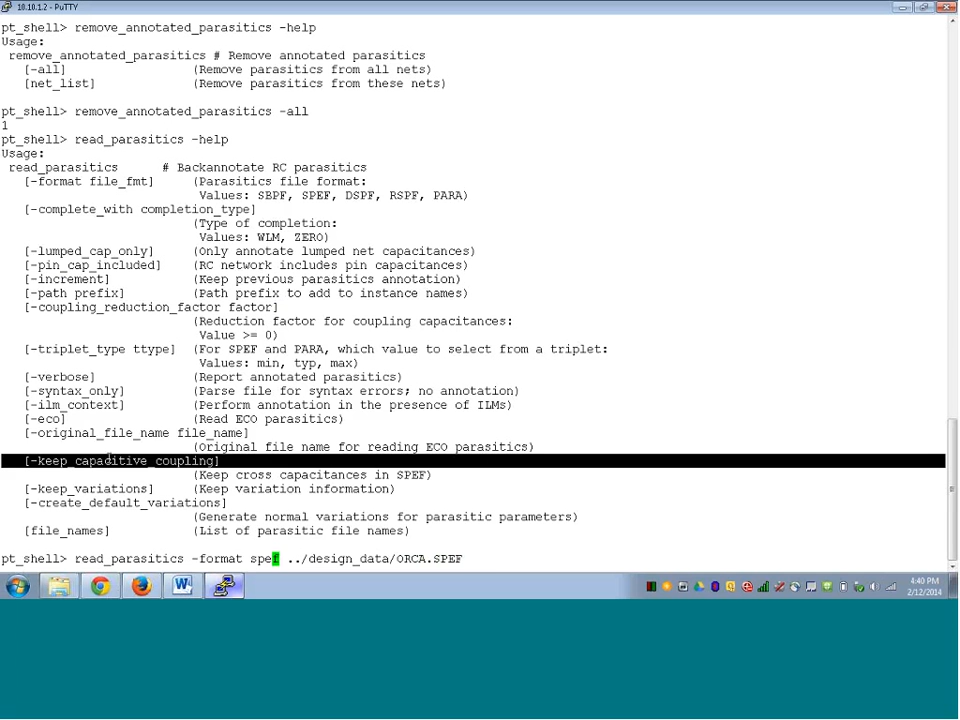 10.10.1.2 - PuTTY
pt_shell> remove_annotated_parasitics -help
Usage:
 remove_annotated_parasitics # Remove annotated parasitics
   [-all]                 (Remove parasitics from all nets)
   [net_list]             (Remove parasitics from these nets)
pt_shell> remove_annotated_parasitics -all
1
pt_shell> read_parasitics -help
Usage:
 read_parasitics      # Backannotate RC parasitics
   [-format file_fmt]     (Parasitics file format:
                           Values: SBPF, SPEF, DSPF, RSPF, PARA)
   [-complete_with completion_type]
                          (Type of completion:
                           Values: WLM, ZERO)
   [-lumped_cap_only]     (Only annotate lumped net capacitances)
   [-pin_cap_included]    (RC network includes pin capacitances)
   [-increment]           (Keep previous parasitics annotation)
   [-path prefix]         (Path prefix to add to instance names)
   [-coupling_reduction_factor factor]
                          (Reduction factor for coupling capacitances:
                           Value >= 0)
   [-triplet_type ttype]  (For SPEF and PARA, which value to select from a triplet:
                           Values: min, typ, max)
   [-verbose]             (Report annotated parasitics)
   [-syntax_only]         (Parse file for syntax errors; no annotation)
   [-ilm_context]         (Perform annotation in the presence of ILMs)
   [-eco]                 (Read ECO parasitics)
   [-original_file_name file_name]
                          (Original file name for reading ECO parasitics)
   [-keep_capacitive_coupling]
                          (Keep cross capacitances in SPEF)
   [-keep_variations]     (Keep variation information)
   [-create_default_variations]
                          (Generate normal variations for parasitic parameters)
   [file_names]           (List of parasitic file names)
pt_shell> read_parasitics -format spef ../design_data/ORCA.SPEF
4:40 PM
2/12/2014